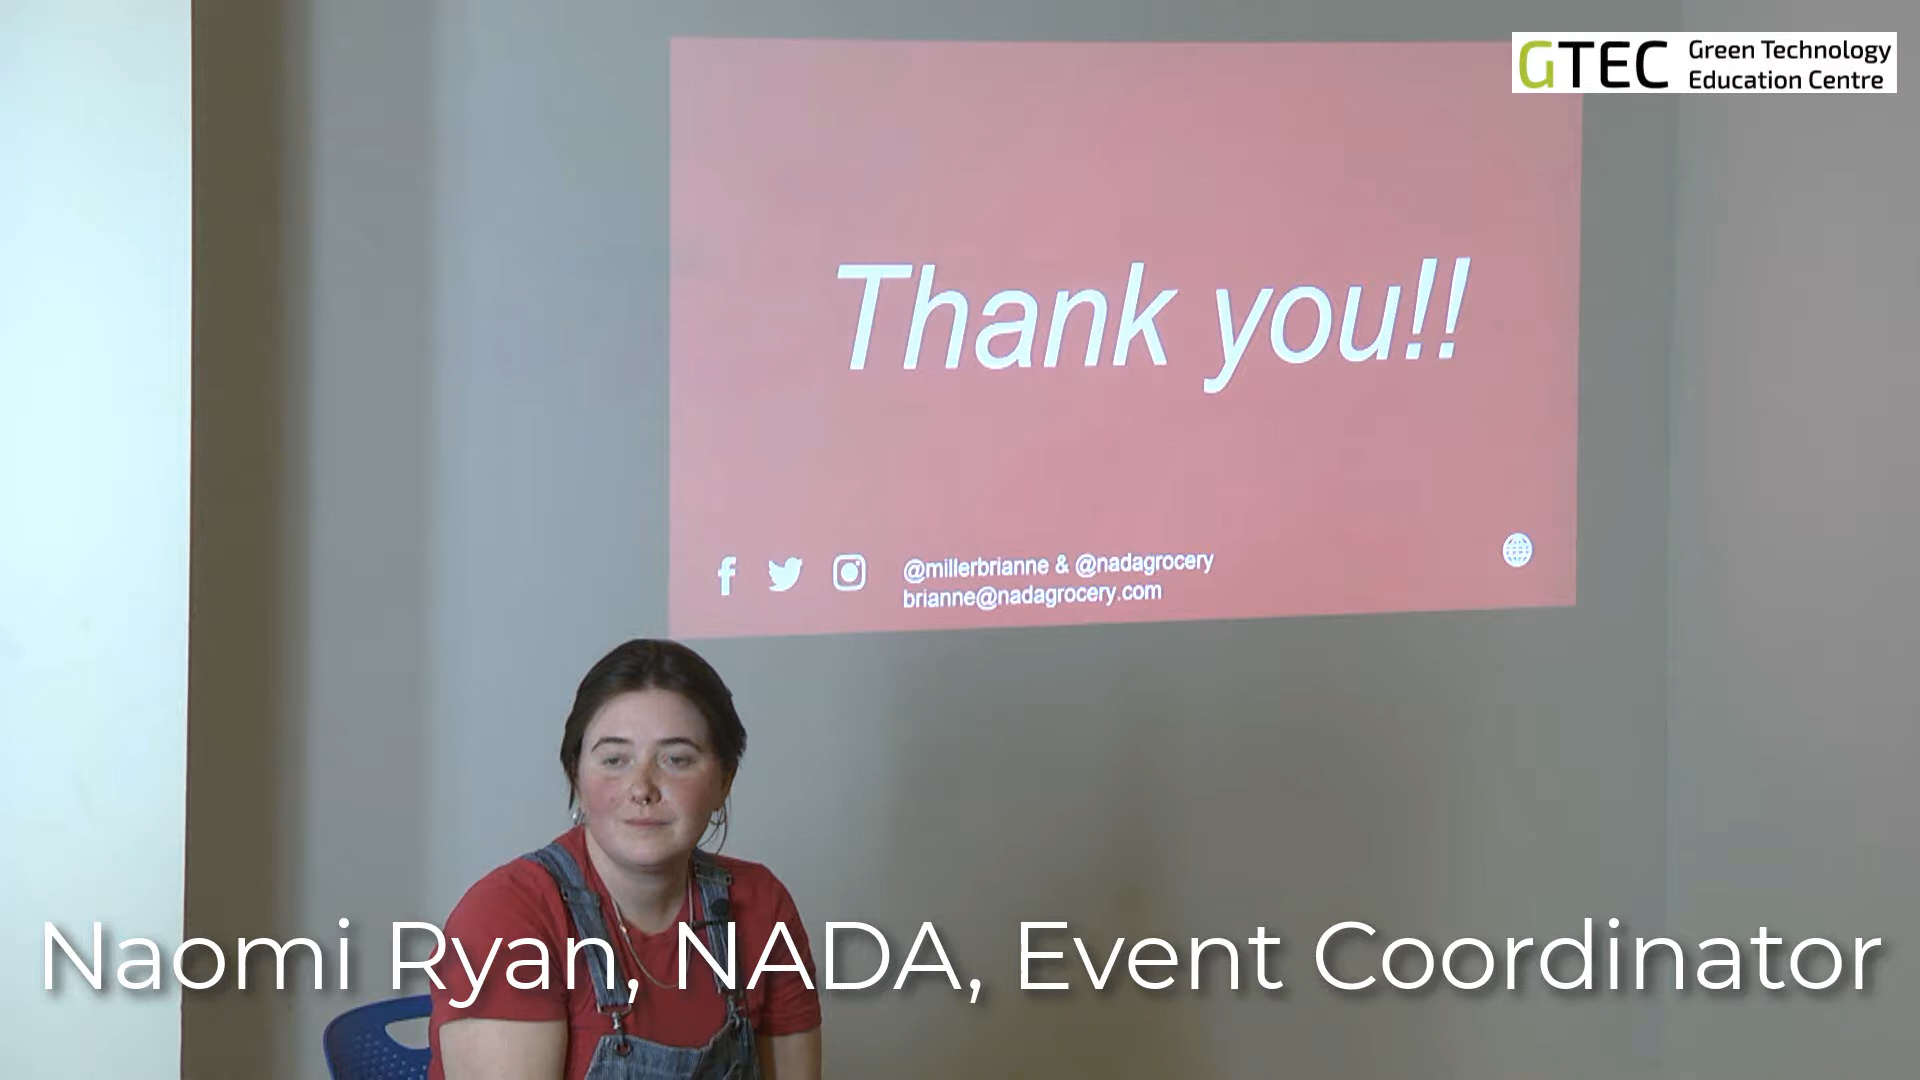 GTEC
Green Technology
Education Centre
Thank you!!
@millerbrianne & @nadagrocery
brianne@nadagrocery.com
Naomi Ryan, NADA, Event Coordinator